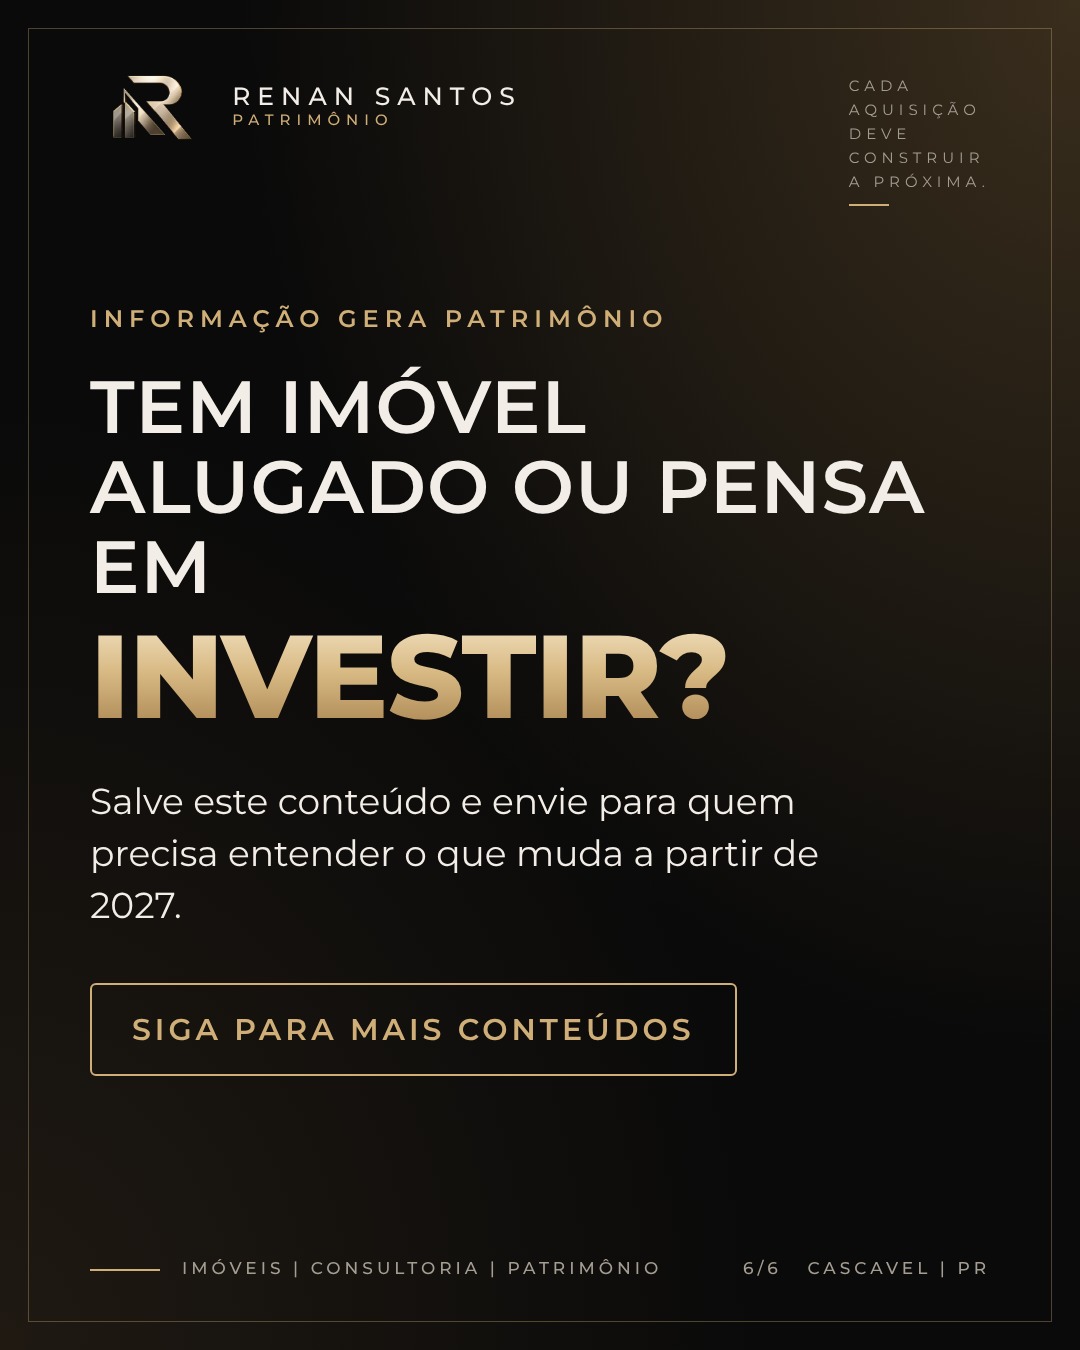 RENAN SANTOS
PATRIMÔNIO
CADA
AQUISIÇÃO
DEVE
CONSTRUIR
A PRÓXIMA.
INFORMAÇÃO GERA PATRIMÔNIO
TEM IMÓVEL
ALUGADO OU PENSA
EM
INVESTIR?
Salve este conteúdo e envie para quem
precisa entender o que muda a partir de
2027.
SIGA PARA MAIS CONTEÚDOS
IMÓVEIS | CONSULTORIA | PATRIMÔNIO 6/6 CASCAVEL | PR